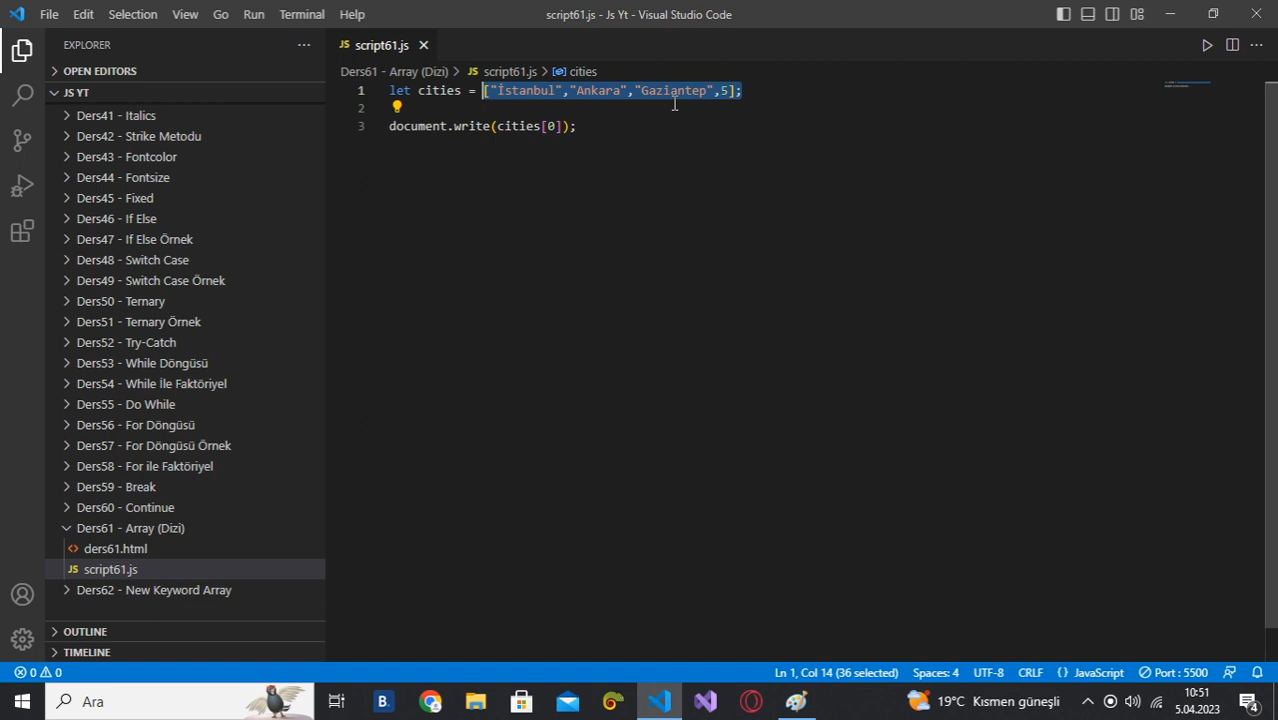 File Edit Selection View Go Run Terminal Help
script61.js - Js Yt - Visual Studio Code
EXPLORER
script61.js
OPEN EDITORS
Ders61 - Array (Dizi) > script61.js > cities
JS YT
1 let cities = ["İstanbul","Ankara","Gaziantep",5];
2
3 document.write(cities[0]);
Ders41 - Italics
Ders42 - Strike Metodu
Ders43 - Fontcolor
Ders44 - Fontsize
Ders45 - Fixed
Ders46 - If Else
Ders47 - If Else Örnek
Ders48 - Switch Case
Ders49 - Switch Case Örnek
Ders50 - Ternary
Ders51 - Ternary Örnek
Ders52 - Try-Catch
Ders53 - While Döngüsü
Ders54 - While İle Faktöriyel
Ders55 - Do While
Ders56 - For Döngüsü
Ders57 - For Döngüsü Örnek
Ders58 - For ile Faktöriyel
Ders59 - Break
Ders60 - Continue
Ders61 - Array (Dizi)
ders61.html
script61.js
Ders62 - New Keyword Array
OUTLINE
TIMELINE
0 0
Ln 1, Col 14 (36 selected) Spaces: 4 UTF-8 CRLF JavaScript Port : 5500
Ara
B.
19°C Kısmen güneşli
10:51
5.04.2023
4